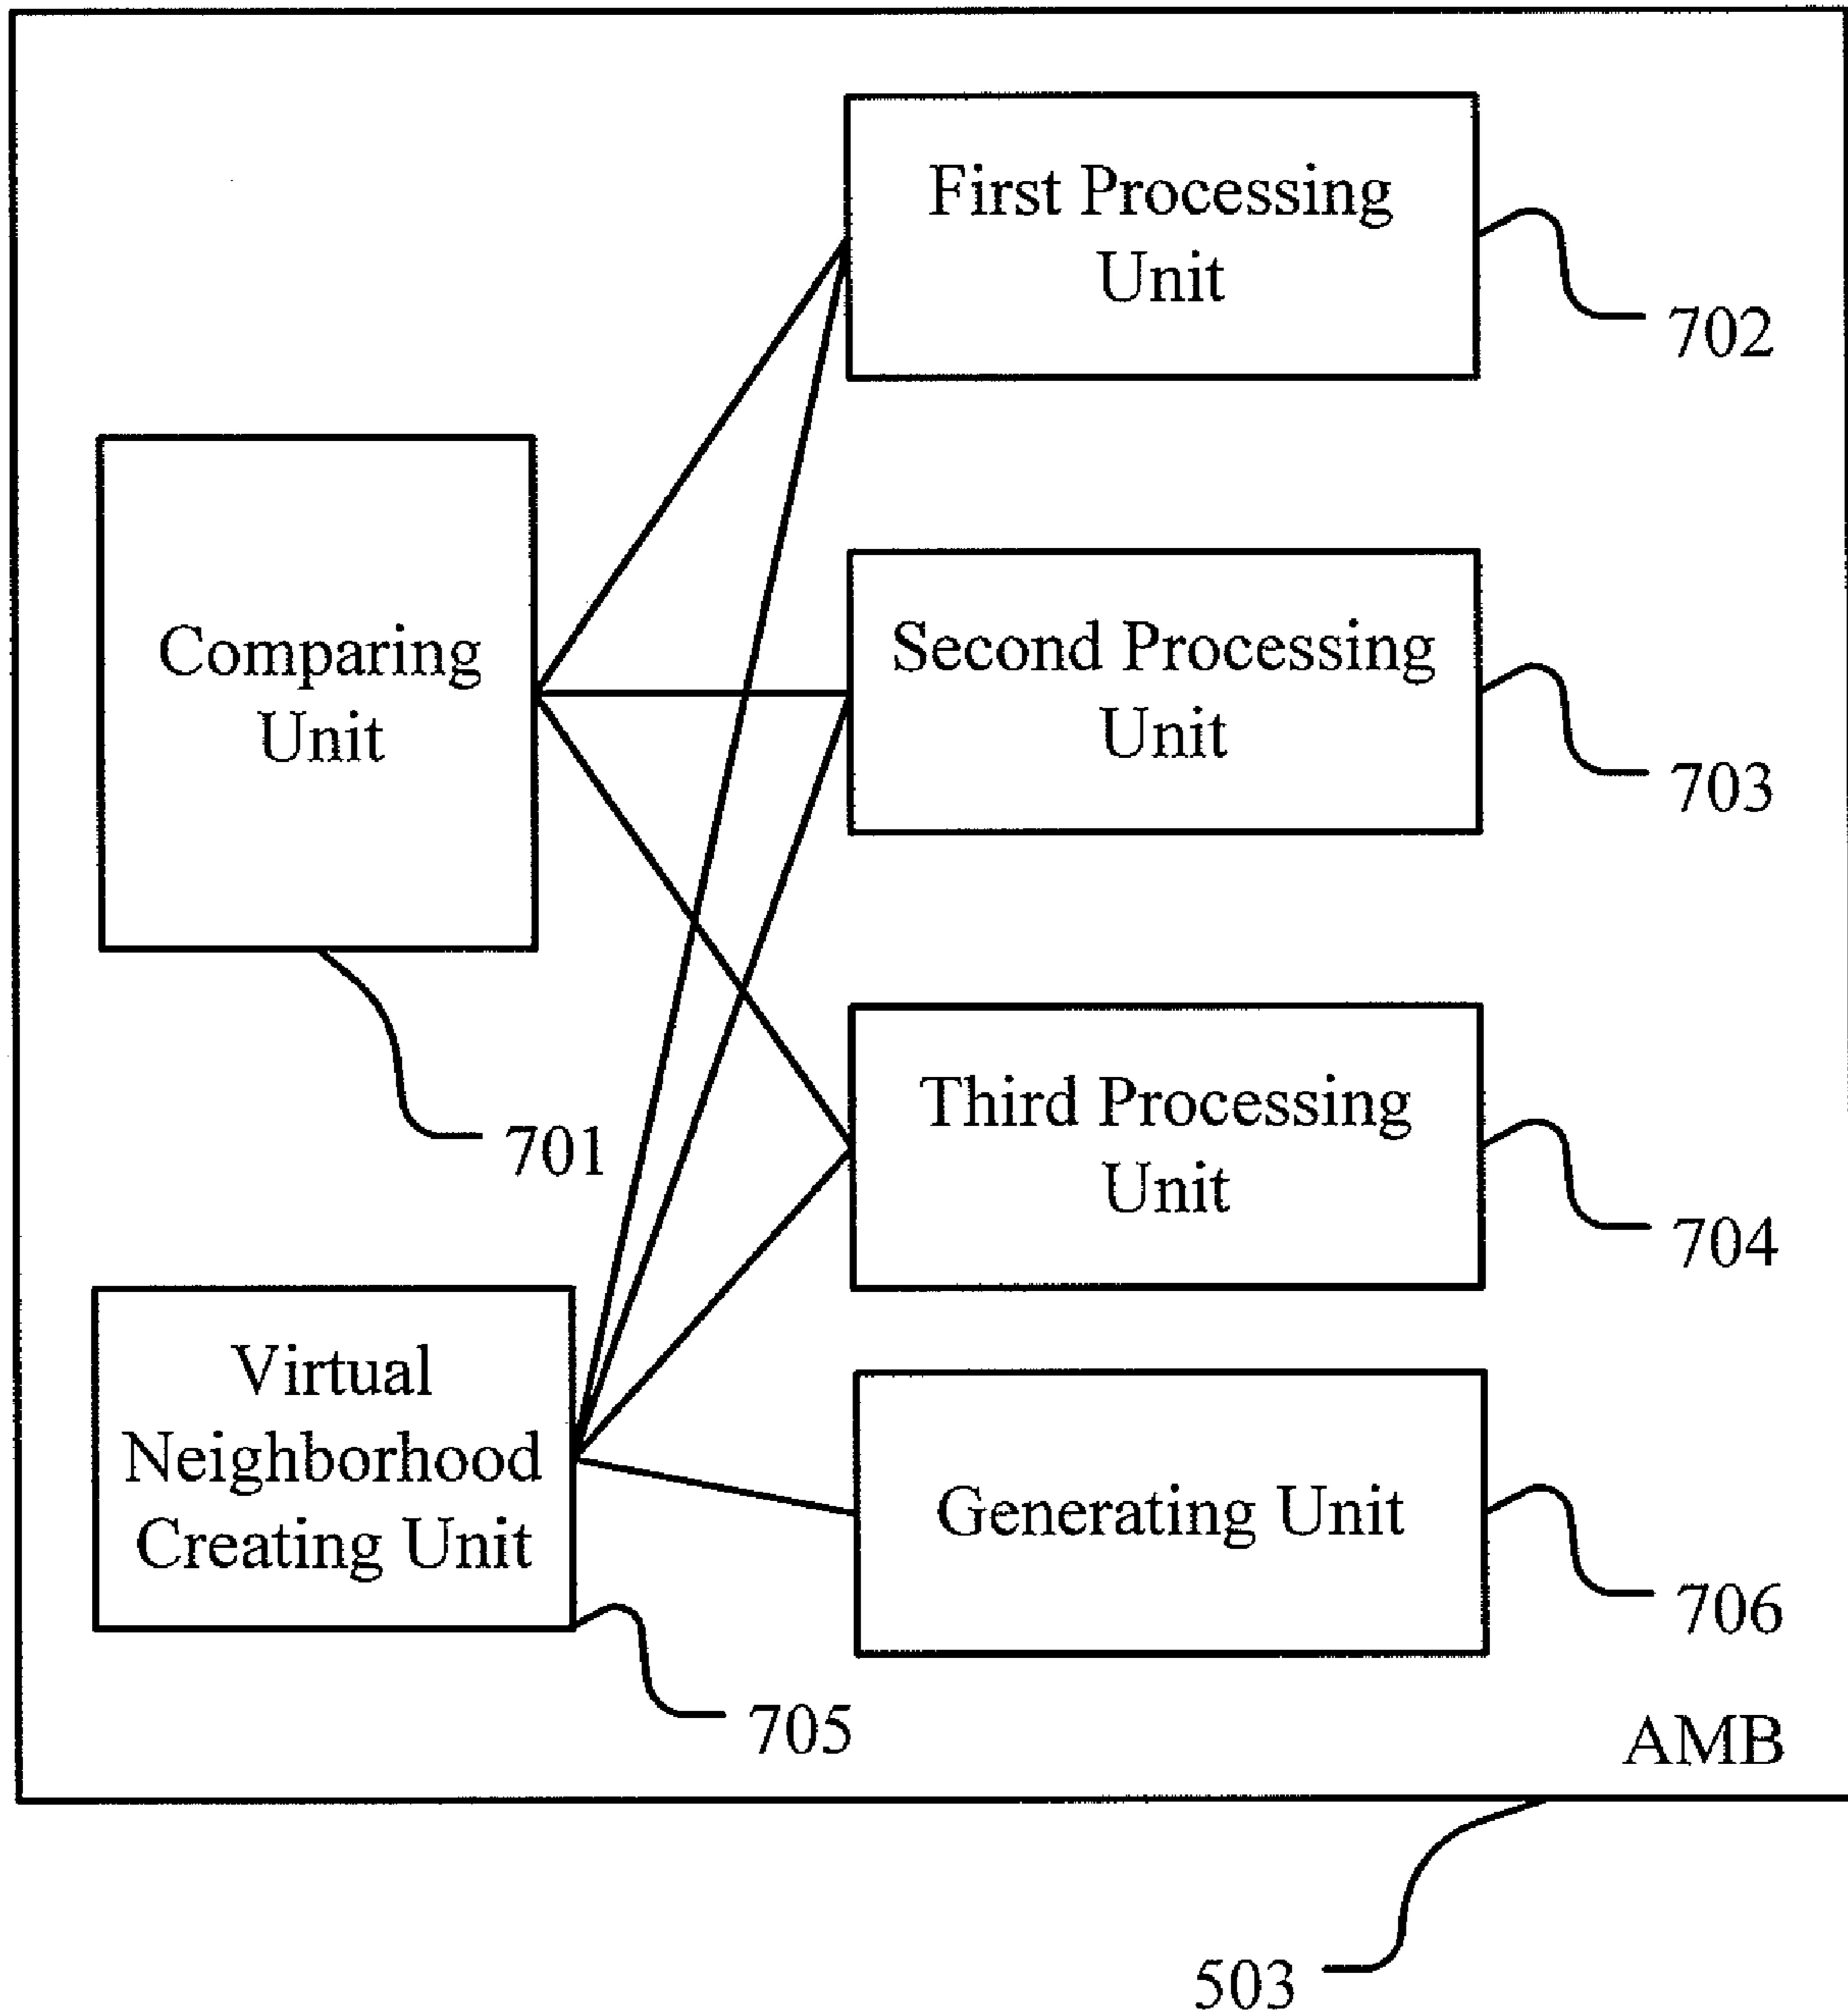 First Processing
Unit
702
Comparing
Unit
701
Second Processing
Unit
703
Third Processing
Unit
704
Virtual
Neighborhood
Creating Unit
705
Generating Unit
706
AMB
503